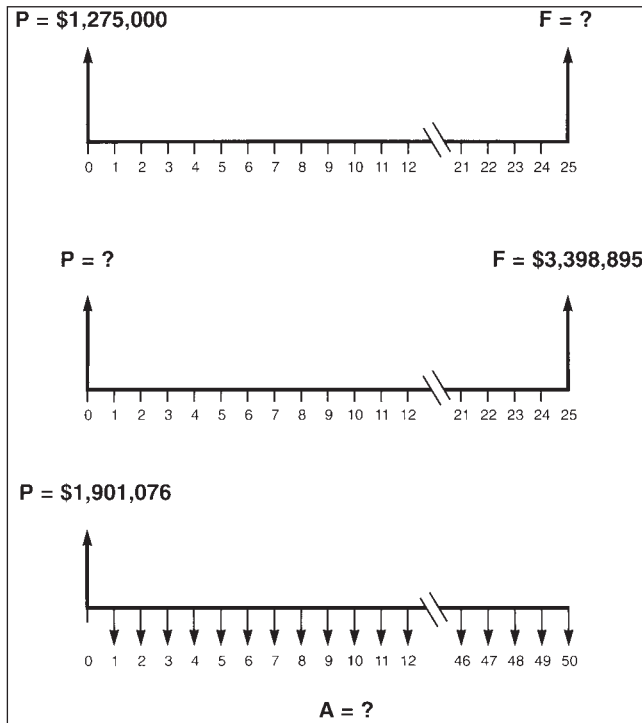 P = $1,275,000 F = ?
0 1 2 3 4 5 6 7 8 9 10 11 12 21 22 23 24 25
P = ? F = $3,398,895
0 1 2 3 4 5 6 7 8 9 10 11 12 21 22 23 24 25
P = $1,901,076
0 1 2 3 4 5 6 7 8 9 10 11 12 46 47 48 49 50
A = ?